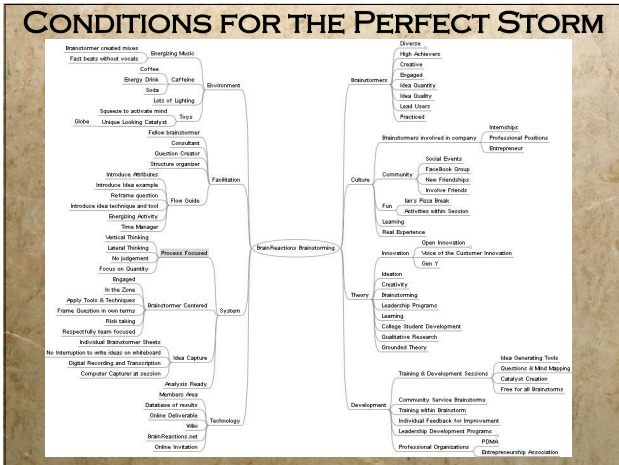 CONDITIONS FOR THE PERFECT STORM
Brainstormer created mixes
Fast beats without vocals
Energizing Music
Coffee
Energy Drink
Soda
Caffeine
Lots of Lighting
Squeeze to activate mind
Globe
Unique Looking Catalyst
Toys
Environment
Fellow brainstormer
Consultant
Question Creator
Structure organizer
Introduce Attributes
Introduce Idea example
Reframe question
Introduce idea technique and tool
Energizing Activity
Time Manager
Flow Guide
Facilitation
Vertical Thinking
Lateral Thinking
No judgement
Focus on Quantity
Process Focused
Engaged
In the Zone
Apply Tools & Techniques
Frame Question in own terms
Risk taking
Respectfully team focused
Brainstormer Centered
Individual Brainstormer Sheets
No Interruption to write ideas on whiteboard
Digital Recording and Transcription
Computer Capturer at session
Idea Capture
Analysis Ready
System
Members Area
Database of results
Online Deliverable
Wiki
BrainReactions.net
Online Invitation
Technology
BrainReactions Brainstorming
Brainstormers
Diverse
High Achievers
Creative
Engaged
Idea Quantity
Idea Quality
Lead Users
Practiced
Culture
Brainstormers involved in company
Internships
Professional Positions
Entrepreneur
Community
Social Events
FaceBook Group
New Friendships
Involve Friends
Fun
Ian's Pizza Break
Activities within Session
Learning
Real Experience
Theory
Innovation
Open Innovation
Voice of the Customer Innovation
Gen Y
Ideation
Creativity
Brainstorming
Leadership Programs
Learning
College Student Development
Qualitative Research
Grounded Theory
Development
Training & Development Sessions
Idea Generating Tools
Questions & Mind Mapping
Catalyst Creation
Free for all Brainstorms
Community Service Brainstorms
Training within Brainstorm
Individual Feedback for Improvement
Leadership Development Programs
Professional Organizations
PDMA
Entrepreneurship Association